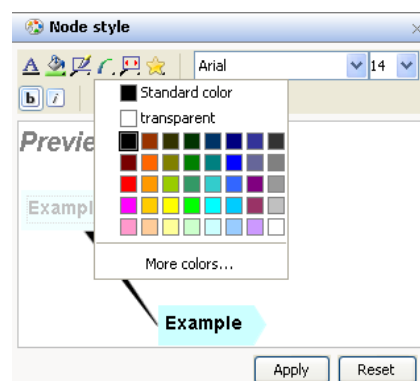 Node style
A
Arial
14
b i
Standard color
transparent
Previe
Exampl
More colors...
Example
Apply
Reset